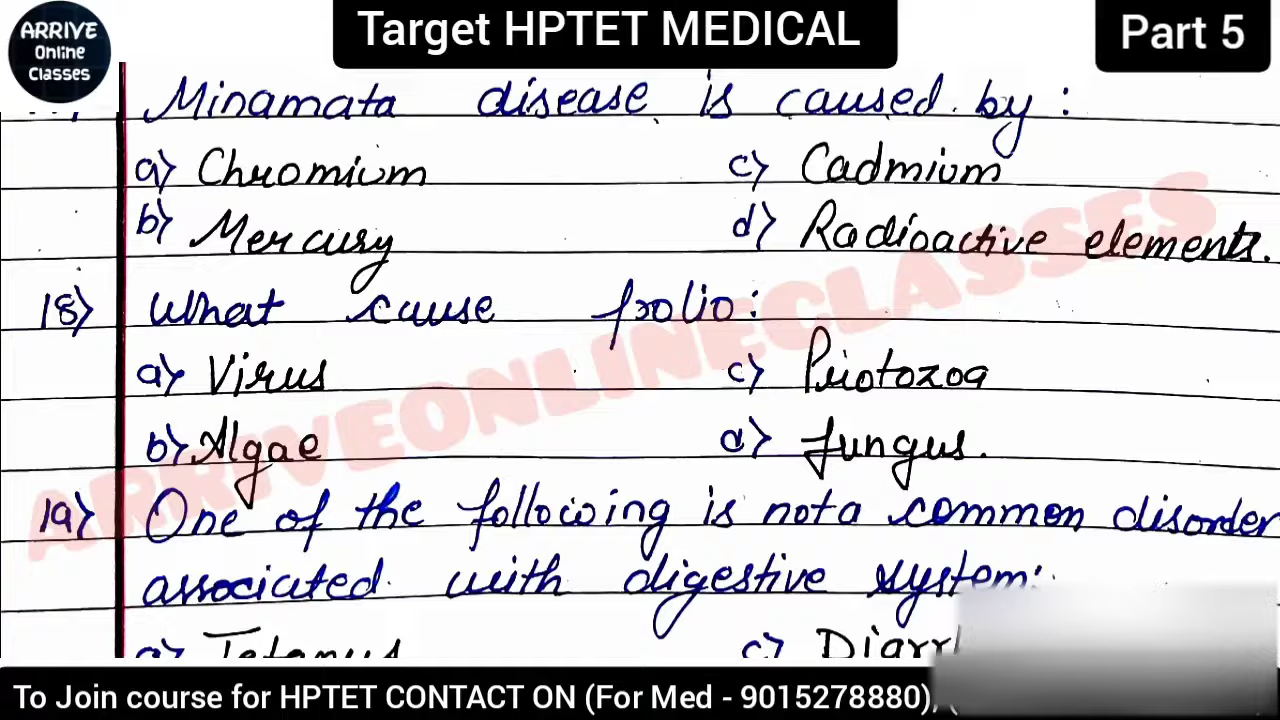 ARRIVE
Online
Classes
Target HPTET MEDICAL
Part 5
Minamata disease is caused by :
a) Chromium c) Cadmium
b) Mercury d) Radioactive elements.
18) What cause polio :
a) Virus c) Protozoa
b) Algae d) fungus.
19) One of the following is not a common disorder
associated with digestive system:
a) Tetanus c)
ARRIVEONLINECLASSES
To Join course for HPTET CONTACT ON (For Med - 9015278880), (